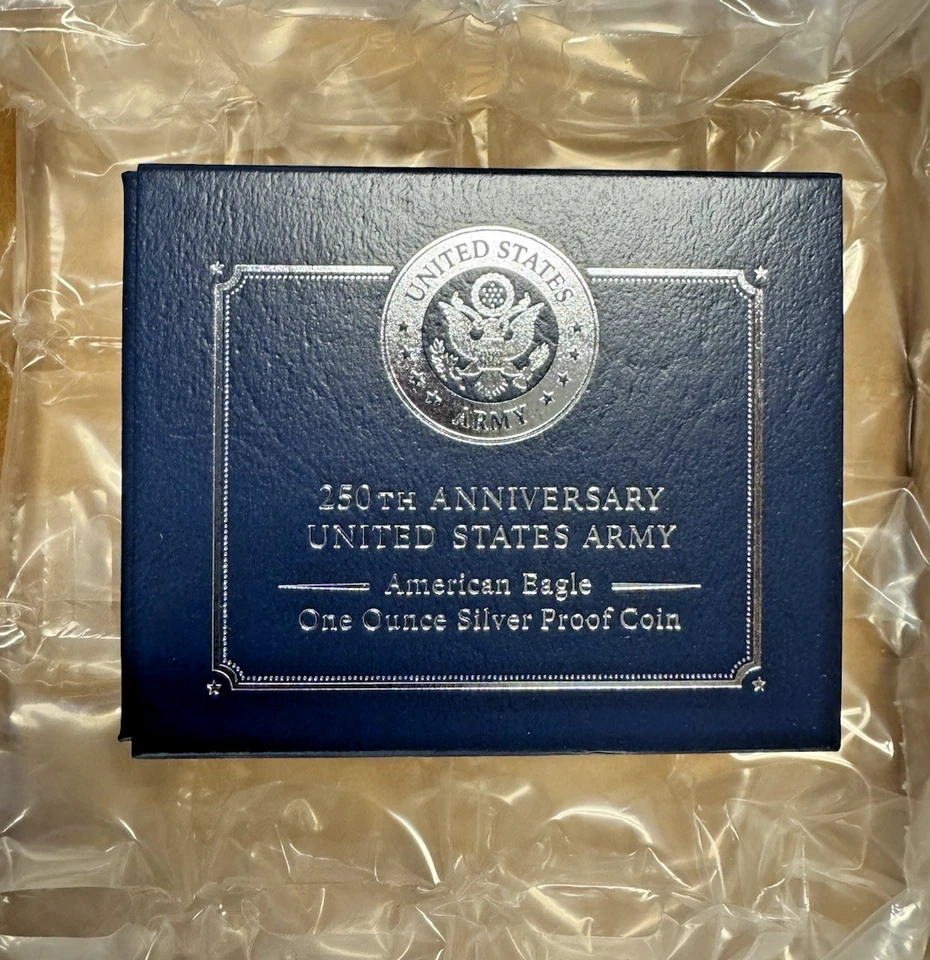 UNITED STATES
ARMY
250TH ANNIVERSARY
UNITED STATES ARMY
American Eagle
One Ounce Silver Proof Coin